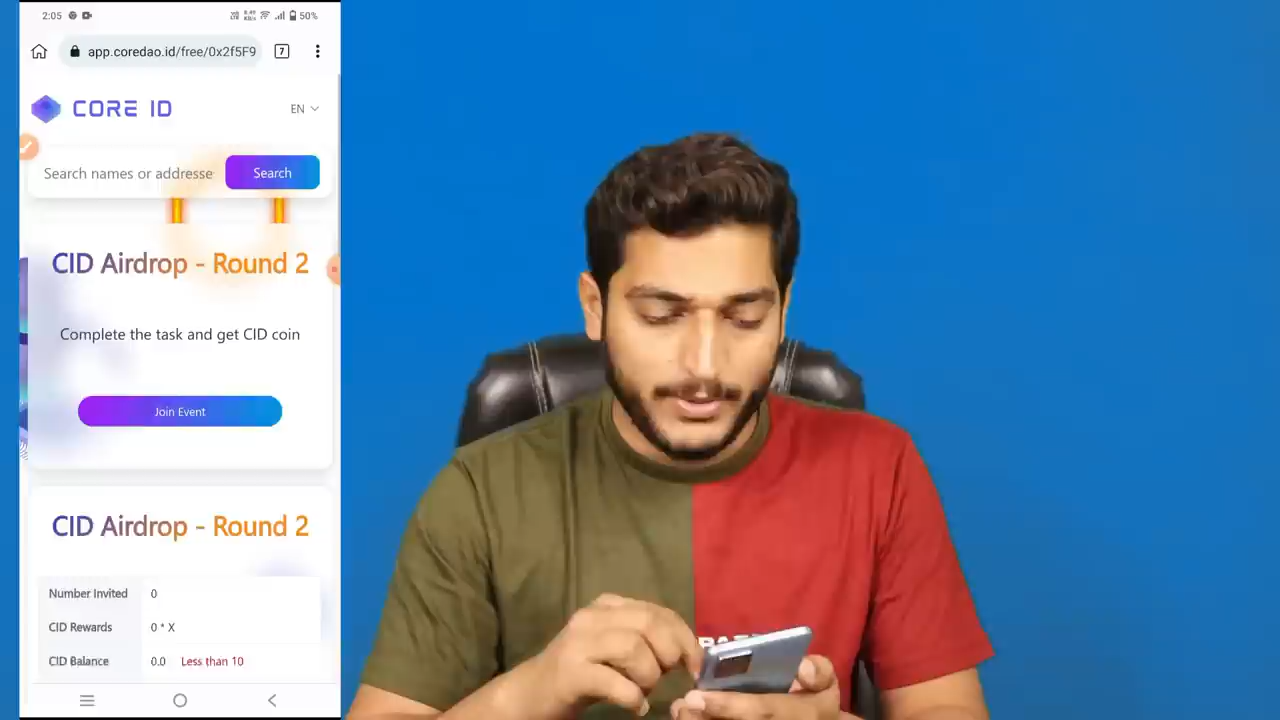 2:05
50%
app.coredao.id/free/0x2f5F9
7
CORE ID
EN
Search names or addresse
Search
CID Airdrop - Round 2
Complete the task and get CID coin
Join Event
CID Airdrop - Round 2
Number Invited 0
CID Rewards 0 * X
CID Balance 0.0 Less than 10